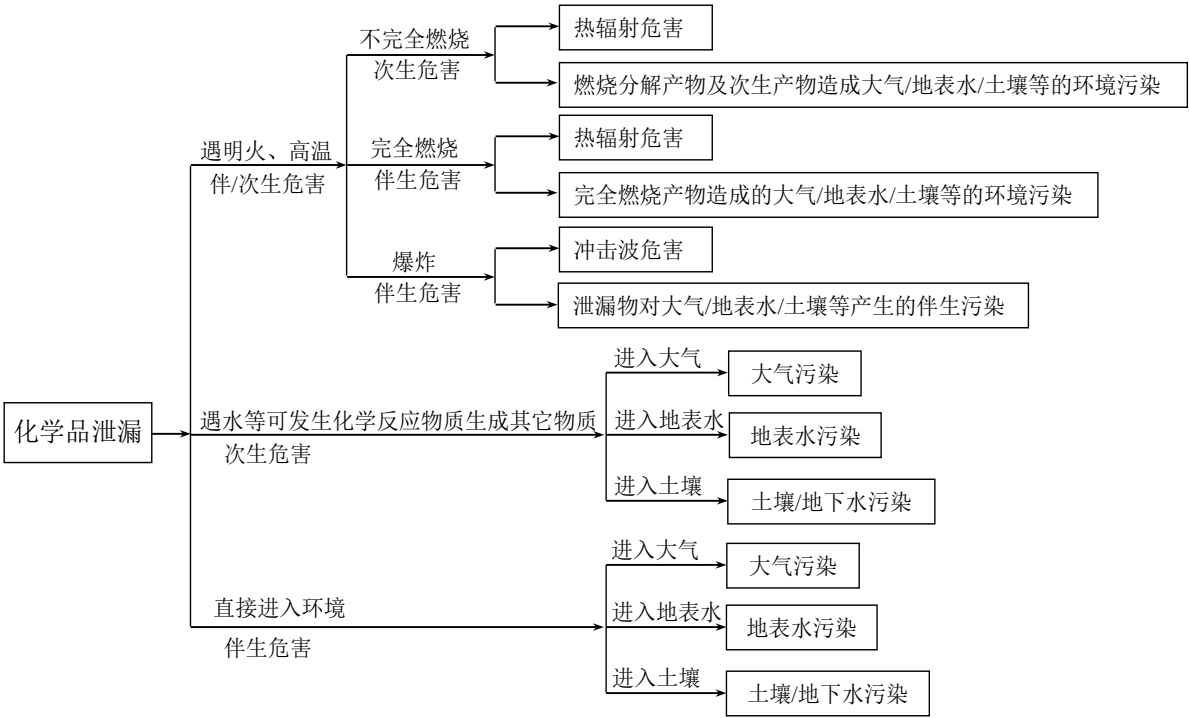 不完全燃烧
次生危害
热辐射危害
燃烧分解产物及次生产物造成大气/地表水/土壤等的环境污染
遇明火、高温
伴/次生危害
完全燃烧
伴生危害
热辐射危害
完全燃烧产物造成的大气/地表水/土壤等的环境污染
爆炸
伴生危害
冲击波危害
泄漏物对大气/地表水/土壤等产生的伴生污染
化学品泄漏
遇水等可发生化学反应物质生成其它物质
次生危害
进入大气
大气污染
进入地表水
地表水污染
进入土壤
土壤/地下水污染
直接进入环境
伴生危害
进入大气
大气污染
进入地表水
地表水污染
进入土壤
土壤/地下水污染